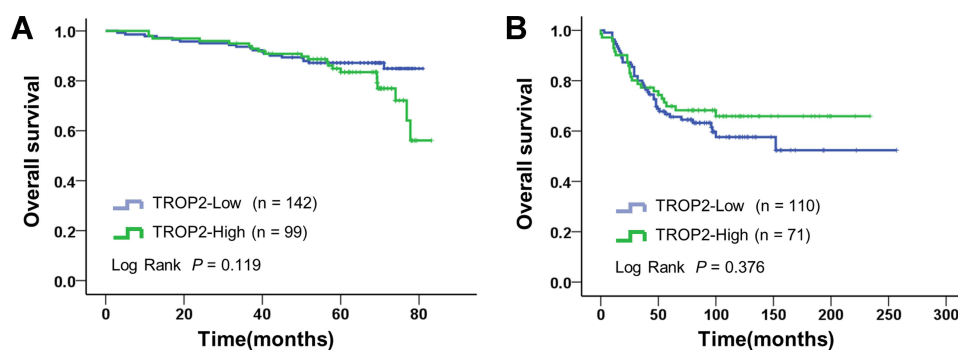 A
Overall survival
1.0
0.8
0.6
0.4
0.2
0.0
TROP2-Low (n = 142)
TROP2-High (n = 99)
Log Rank P = 0.119
0 20 40 60 80
Time(months)
B
Overall survival
1.0
0.8
0.6
0.4
0.2
0.0
TROP2-Low (n = 110)
TROP2-High (n = 71)
Log Rank P = 0.376
0 50 100 150 200 250 300
Time(months)